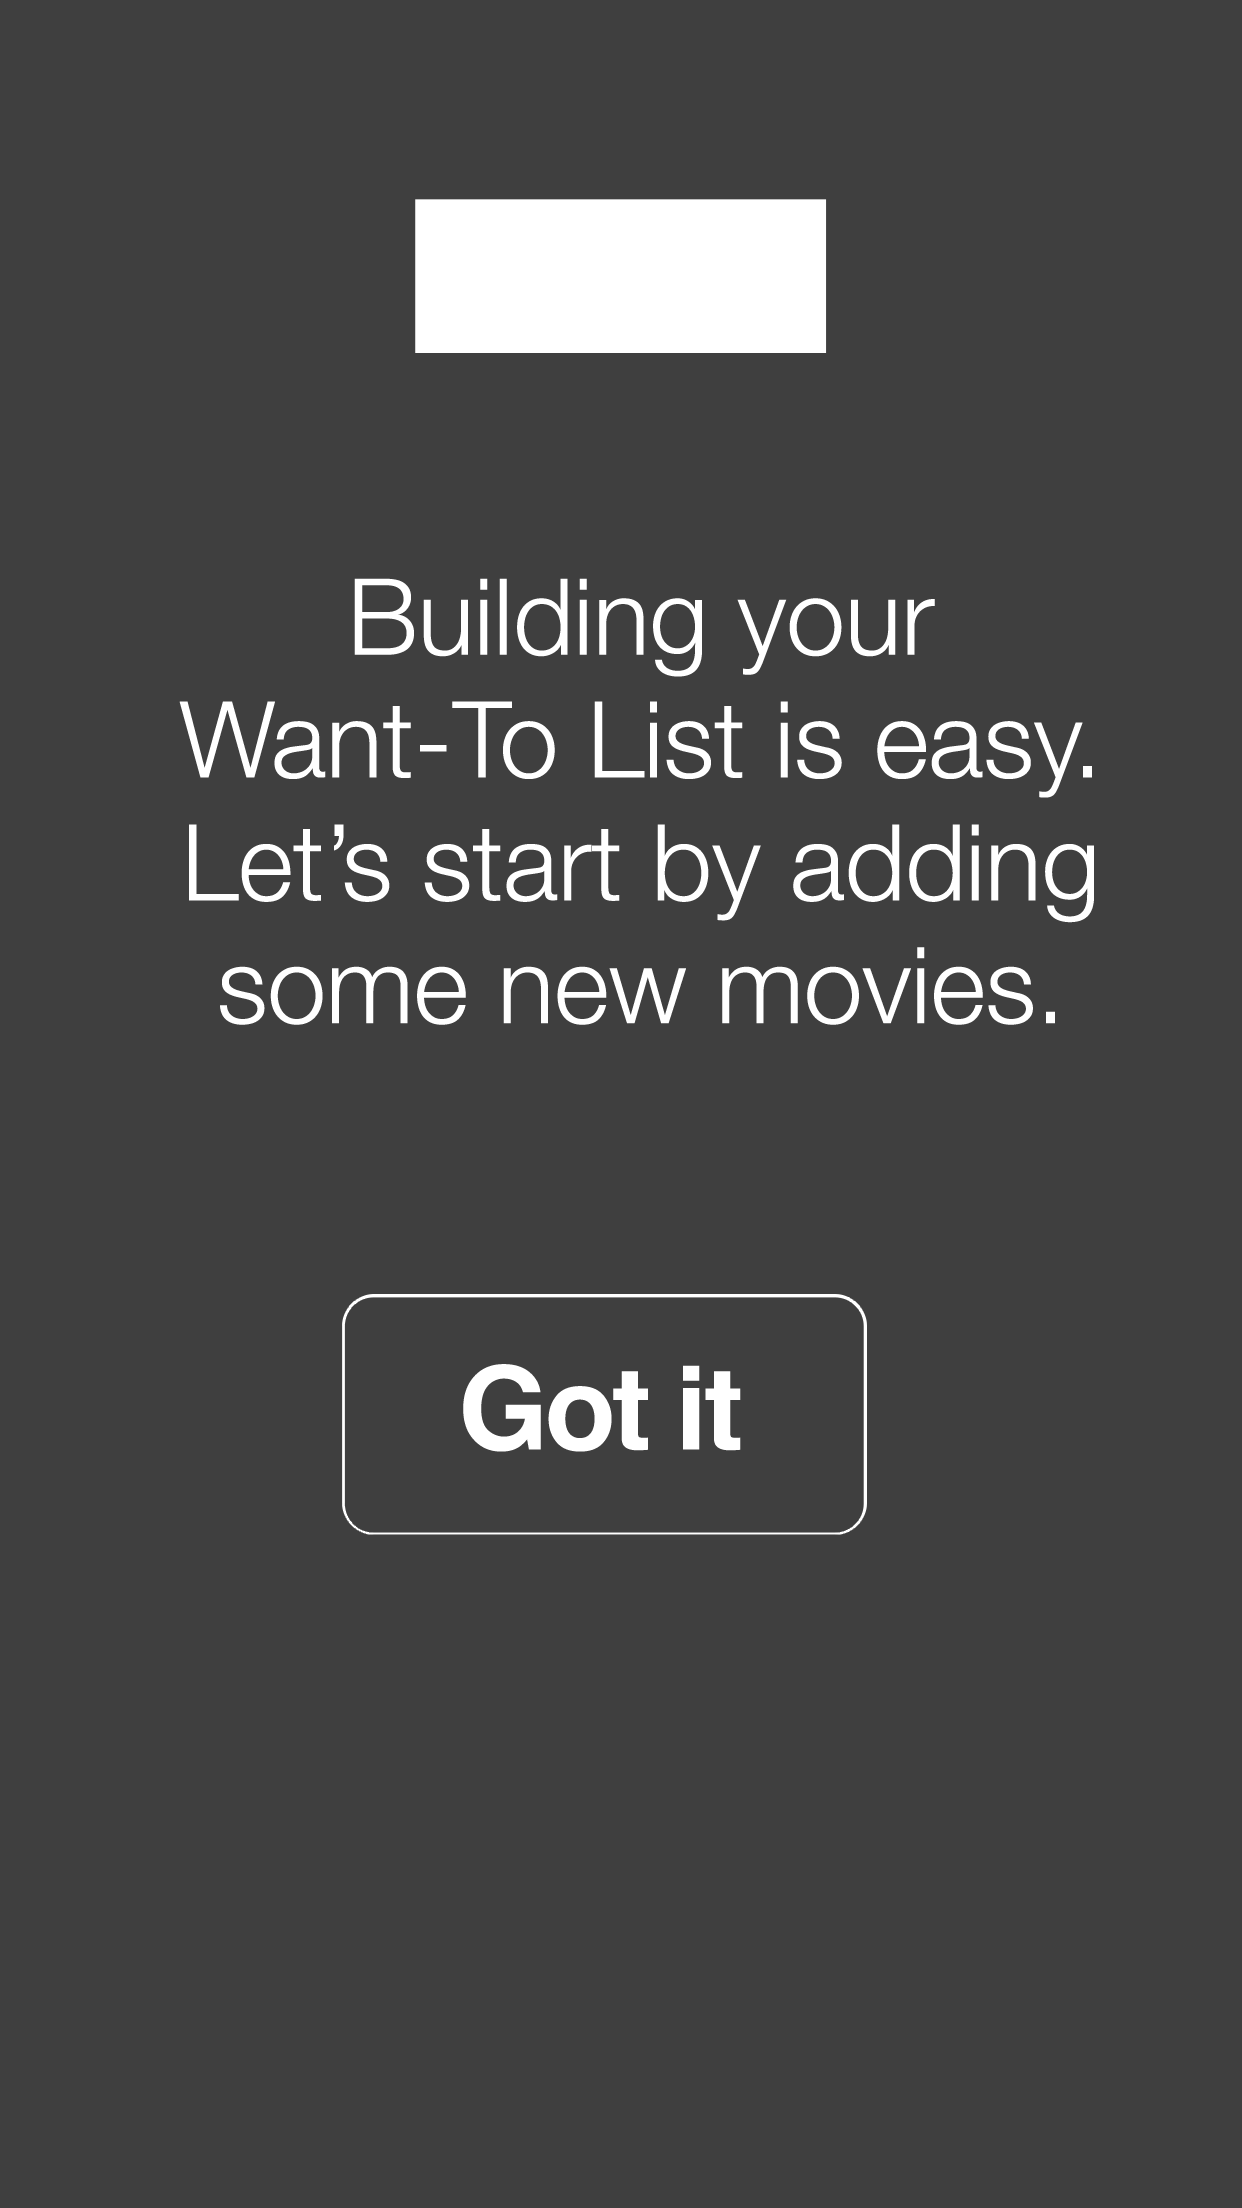 Building your
Want-To List is easy.
Let’s start by adding
some new movies.
Got it